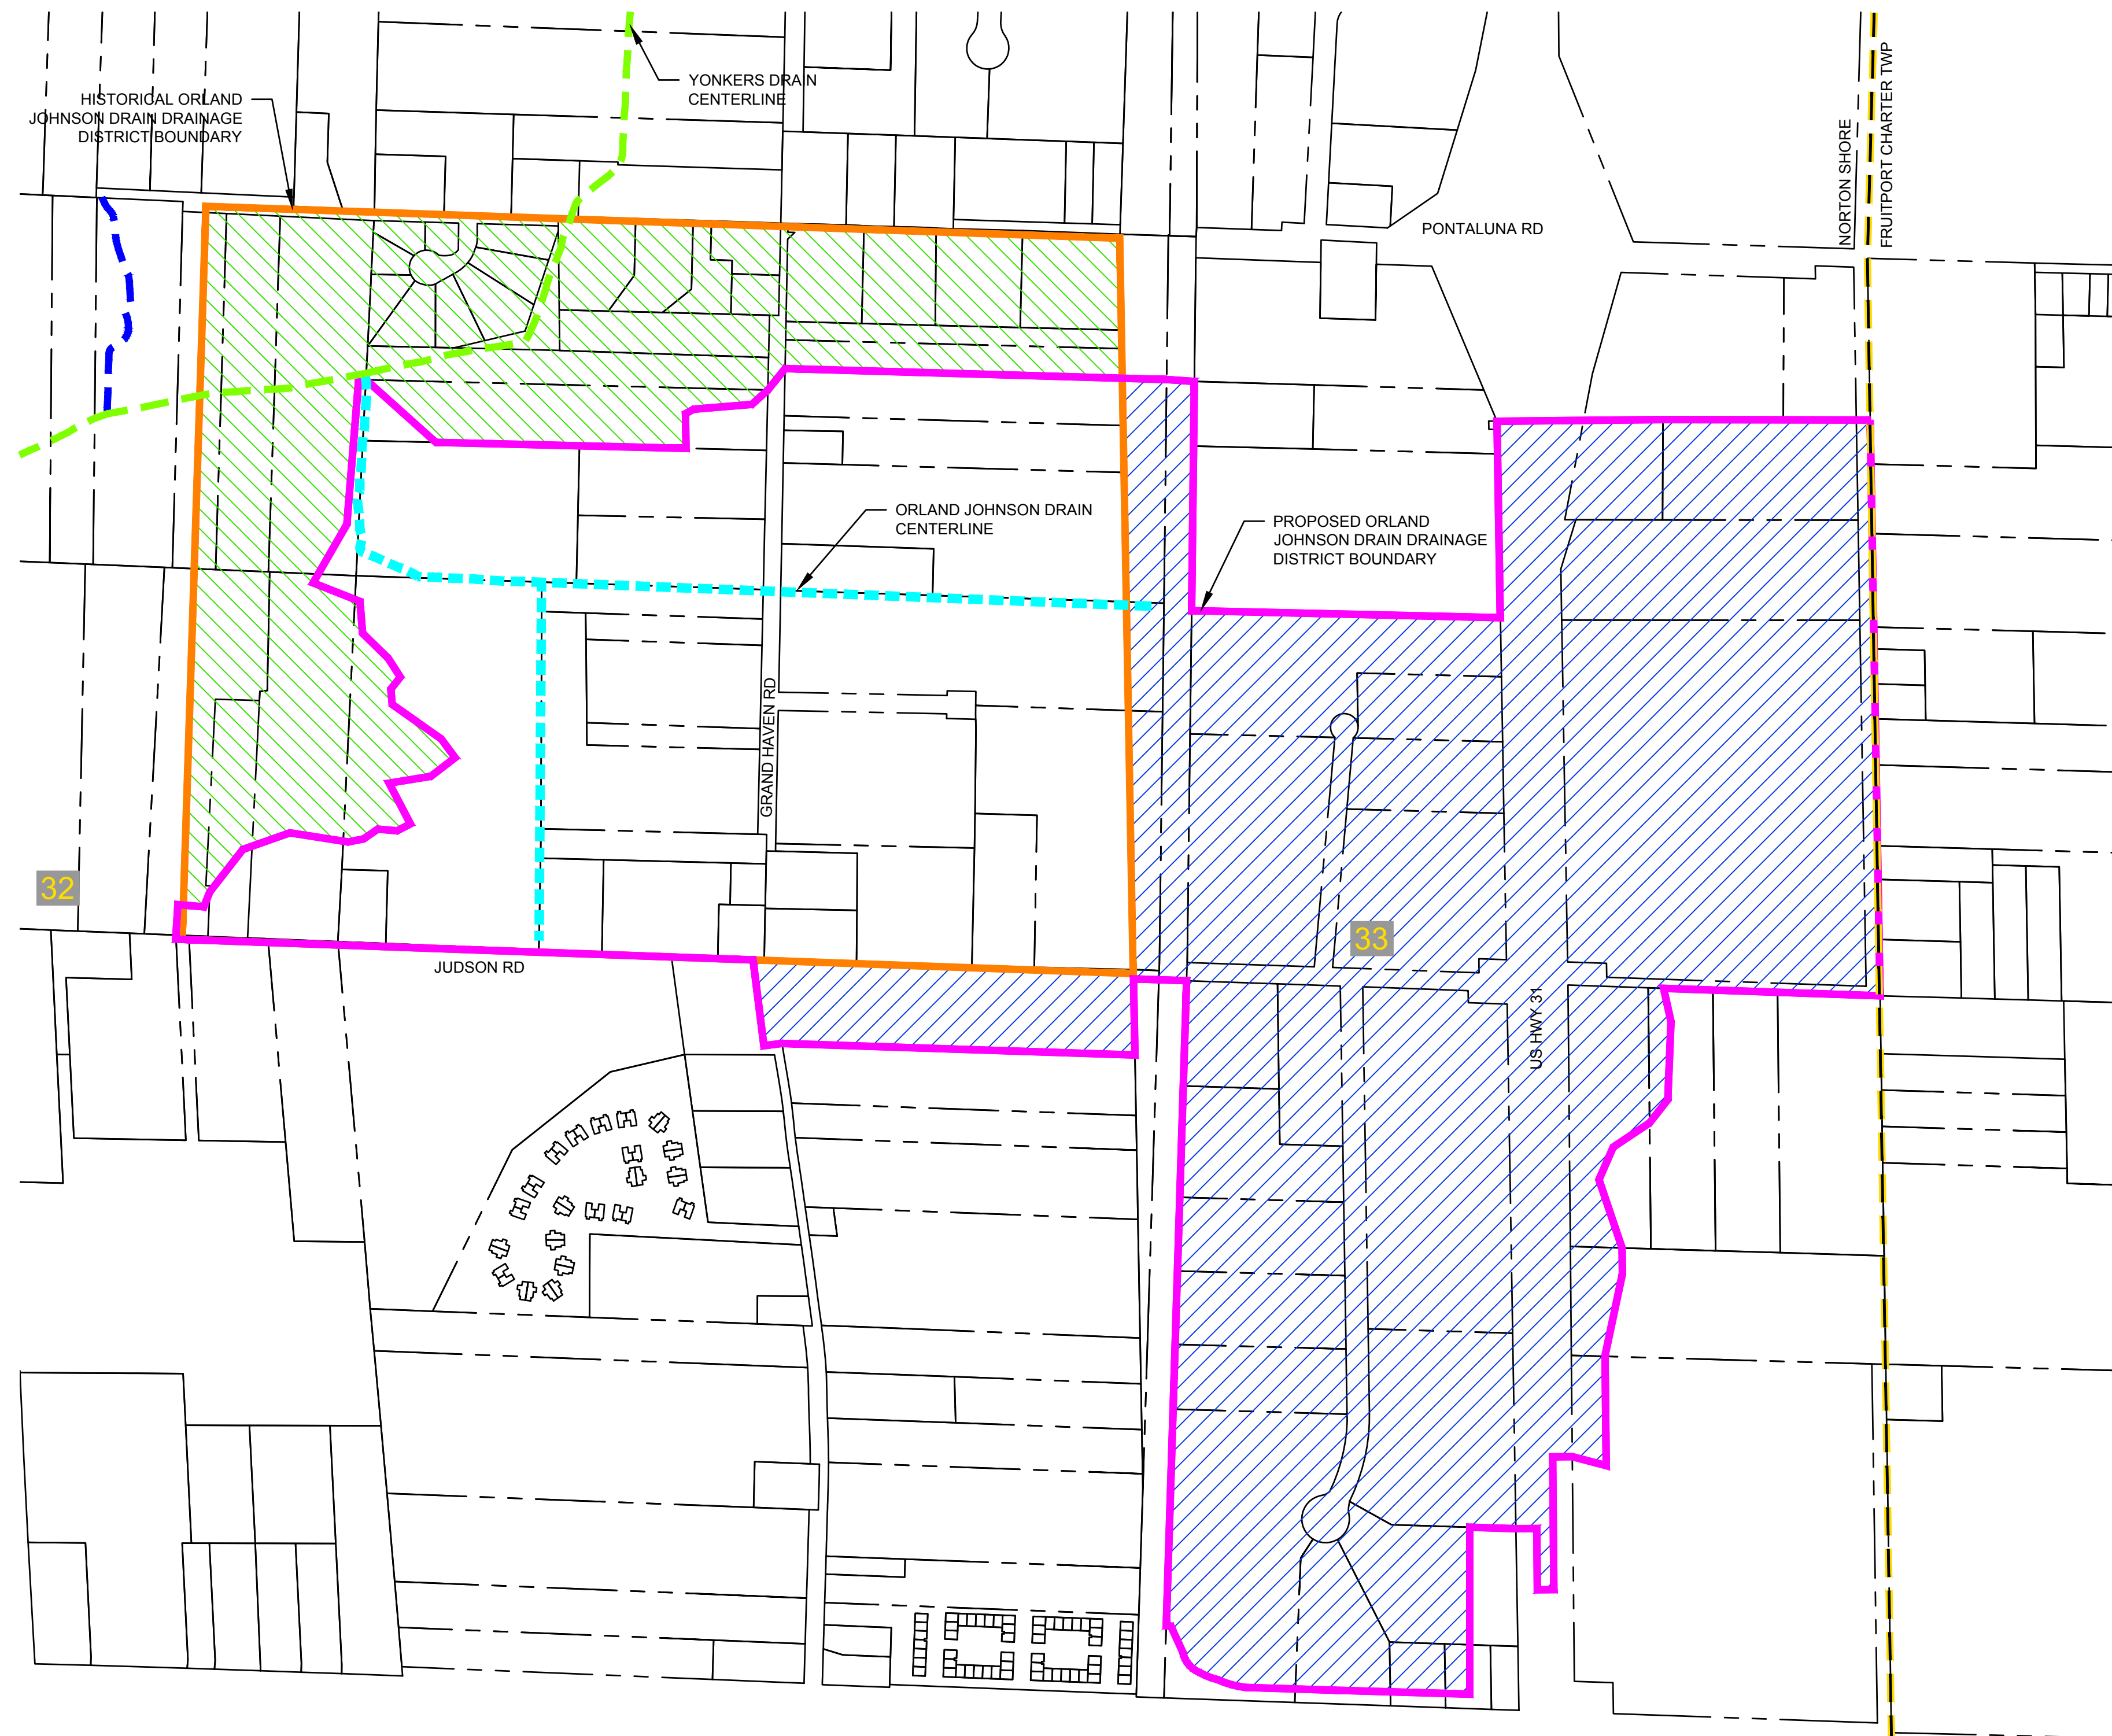 YONKERS DRAIN
CENTERLINE
HISTORICAL ORLAND
JOHNSON DRAIN DRAINAGE
DISTRICT BOUNDARY
NORTON SHORE
FRUITPORT CHARTER TWP
PONTALUNA RD
ORLAND JOHNSON DRAIN
CENTERLINE
PROPOSED ORLAND
JOHNSON DRAIN DRAINAGE
DISTRICT BOUNDARY
GRAND HAVEN RD
32
33
JUDSON RD
US HWY 31